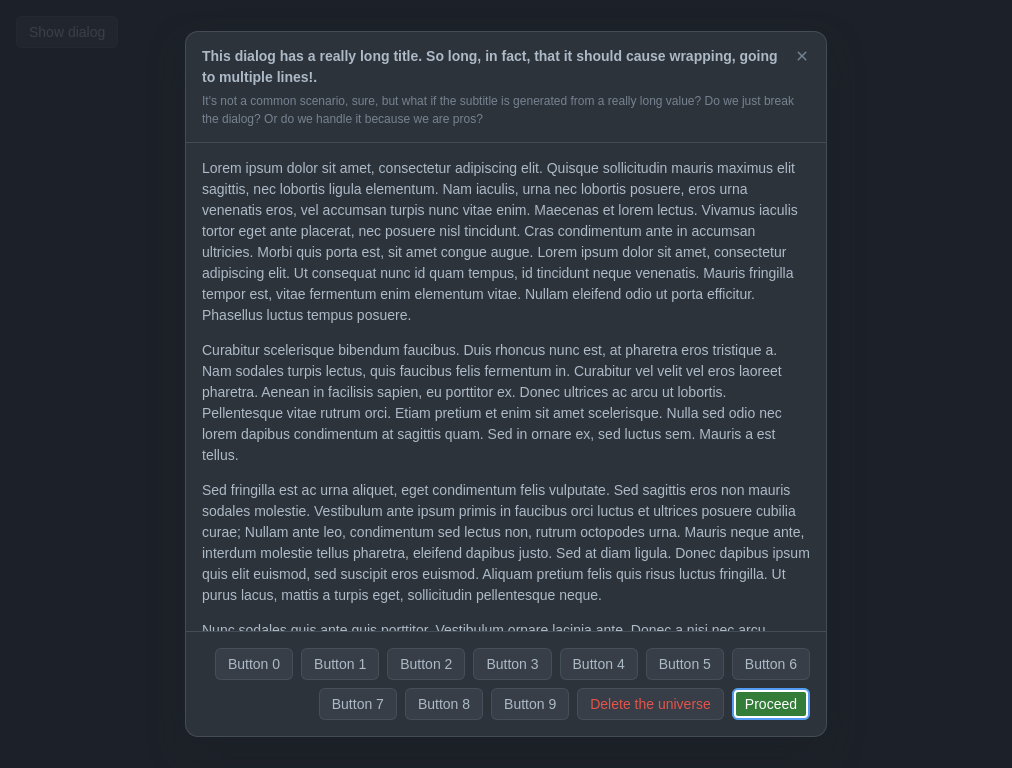 Show dialog
This dialog has a really long title. So long, in fact, that it should cause wrapping, going
to multiple lines!.
It's not a common scenario, sure, but what if the subtitle is generated from a really long value? Do we just break
the dialog? Or do we handle it because we are pros?
Lorem ipsum dolor sit amet, consectetur adipiscing elit. Quisque sollicitudin mauris maximus elit
sagittis, nec lobortis ligula elementum. Nam iaculis, urna nec lobortis posuere, eros urna
venenatis eros, vel accumsan turpis nunc vitae enim. Maecenas et lorem lectus. Vivamus iaculis
tortor eget ante placerat, nec posuere nisl tincidunt. Cras condimentum ante in accumsan
ultricies. Morbi quis porta est, sit amet congue augue. Lorem ipsum dolor sit amet, consectetur
adipiscing elit. Ut consequat nunc id quam tempus, id tincidunt neque venenatis. Mauris fringilla
tempor est, vitae fermentum enim elementum vitae. Nullam eleifend odio ut porta efficitur.
Phasellus luctus tempus posuere.
Curabitur scelerisque bibendum faucibus. Duis rhoncus nunc est, at pharetra eros tristique a.
Nam sodales turpis lectus, quis faucibus felis fermentum in. Curabitur vel velit vel eros laoreet
pharetra. Aenean in facilisis sapien, eu porttitor ex. Donec ultrices ac arcu ut lobortis.
Pellentesque vitae rutrum orci. Etiam pretium et enim sit amet scelerisque. Nulla sed odio nec
lorem dapibus condimentum at sagittis quam. Sed in ornare ex, sed luctus sem. Mauris a est
tellus.
Sed fringilla est ac urna aliquet, eget condimentum felis vulputate. Sed sagittis eros non mauris
sodales molestie. Vestibulum ante ipsum primis in faucibus orci luctus et ultrices posuere cubilia
curae; Nullam ante leo, condimentum sed lectus non, rutrum octopodes urna. Mauris neque ante,
interdum molestie tellus pharetra, eleifend dapibus justo. Sed at diam ligula. Donec dapibus ipsum
quis elit euismod, sed suscipit eros euismod. Aliquam pretium felis quis risus luctus fringilla. Ut
purus lacus, mattis a turpis eget, sollicitudin pellentesque neque.
Nunc sodales quis ante quis porttitor. Vestibulum ornare lacinia ante. Donec a nisi nec arcu
Button 0 Button 1 Button 2 Button 3 Button 4 Button 5 Button 6
Button 7 Button 8 Button 9 Delete the universe Proceed